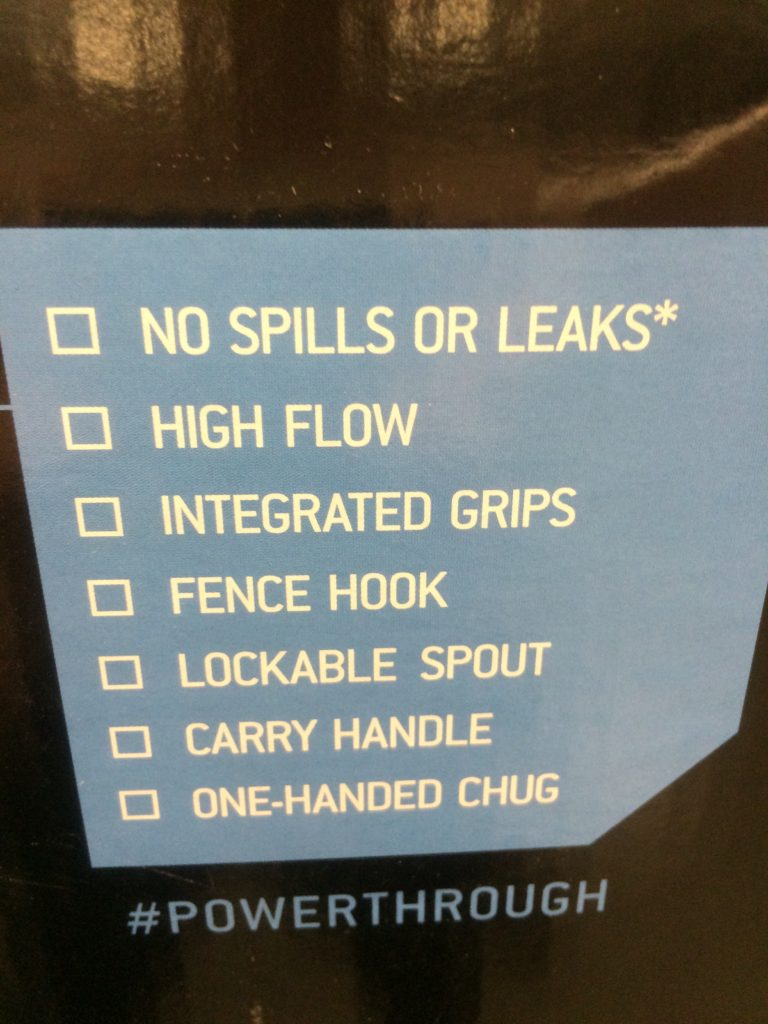 NO SPILLS OR LEAKS*
HIGH FLOW
INTEGRATED GRIPS
FENCE HOOK
LOCKABLE SPOUT
CARRY HANDLE
ONE-HANDED CHUG
#POWERTHROUGH